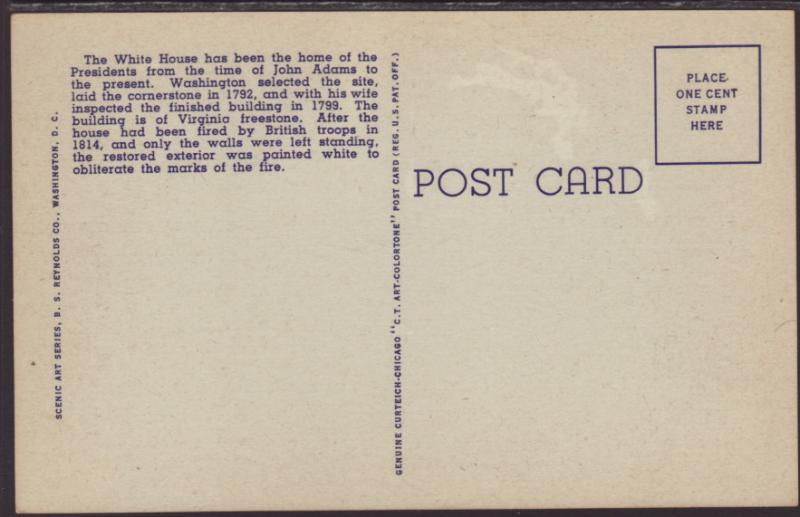 The White House has been the home of the
Presidents from the time of John Adams to
the present. Washington selected the site,
laid the cornerstone in 1792, and with his wife
inspected the finished building in 1799. The
building is of Virginia freestone. After the
house had been fired by British troops in
1814, and only the walls were left standing,
the restored exterior was painted white to
obliterate the marks of the fire.
SCENIC ART SERIES, B. S. REYNOLDS CO., WASHINGTON, D. C.
GENUINE CURTEICH-CHICAGO "C.T. ART-COLORTONE" POST CARD (REG. U.S. PAT. OFF.)
POST CARD
PLACE
ONE CENT
STAMP
HERE